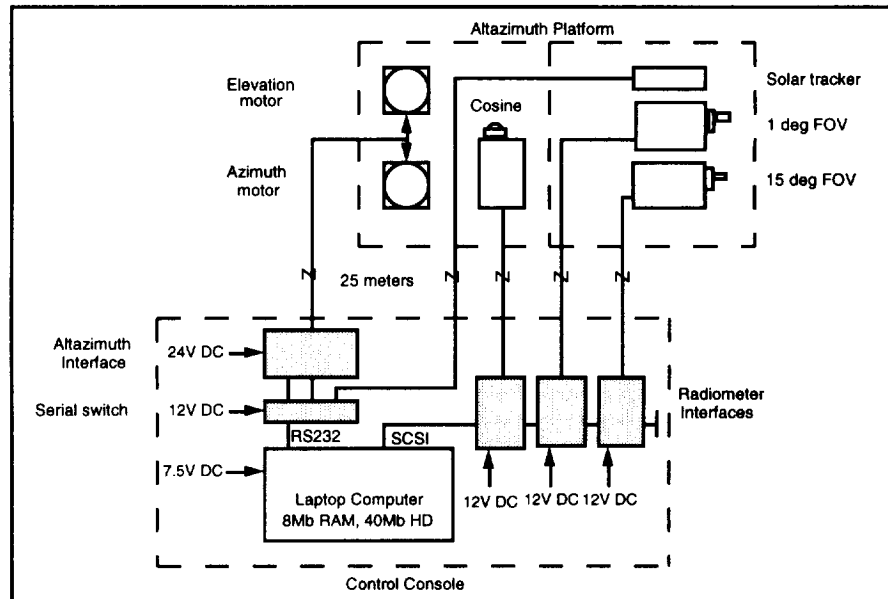 Altazimuth Platform
Elevation
motor
Cosine
Solar tracker
1 deg FOV
Azimuth
motor
15 deg FOV
25 meters
Altazimuth
Interface
24V DC
Serial switch
12V DC
RS232
SCSI
Radiometer
Interfaces
7.5V DC
Laptop Computer
8Mb RAM, 40Mb HD
12V DC
12V DC
12V DC
Control Console